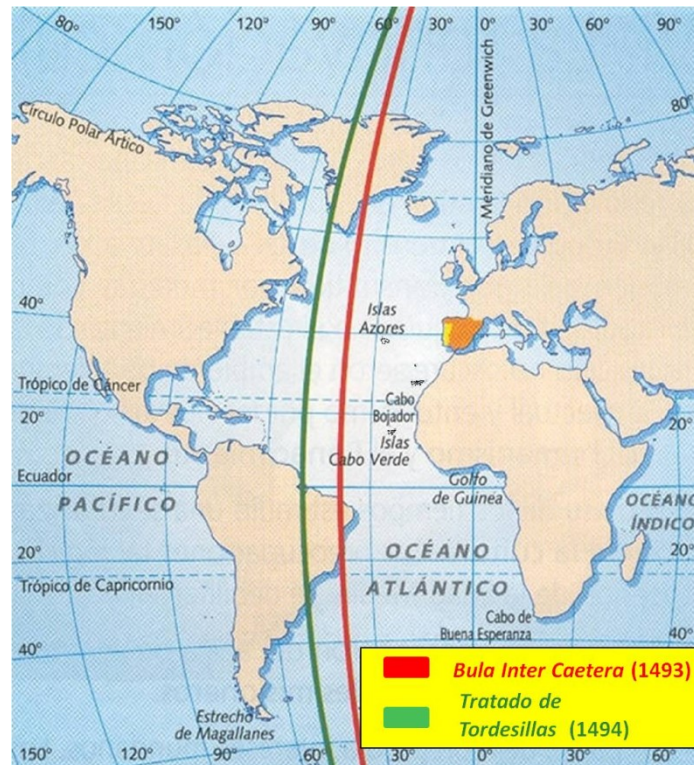 80°
150° 120° 90° 60° 30° 0° 30° 60°
Círculo Polar Ártico
Meridiano de Greenwich
80°
40°
Islas
Azores
Trópico de Cáncer
20°
Cabo
Bojador
Islas
Cabo Verde
20°
OCÉANO
PACÍFICO
Ecuador
Golfo
de Guinea
OCÉANO
ÍNDICO
20°
Trópico de Capricornio
OCÉANO
ATLÁNTICO
20°
40°
Cabo de
Buena Esperanza
40°
Estrecho
de Magallanes
Bula Inter Caetera (1493)
Tratado de
Tordesillas (1494)
150° 120° 90° 60° 30° 0° 30° 60°